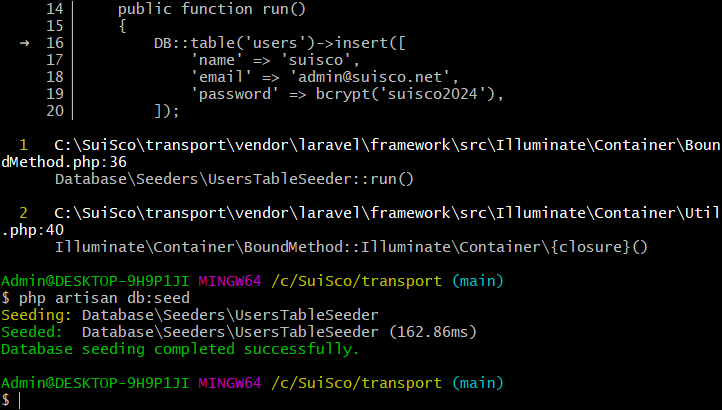 14 | public function run()
15 | {
➜ 16 | DB::table('users')->insert([
17 | 'name' => 'suisco',
18 | 'email' => 'admin@suisco.net',
19 | 'password' => bcrypt('suisco2024'),
20 | ]);
1 C:\SuiSco\transport\vendor\laravel\framework\src\Illuminate\Container\Boun
dMethod.php:36
Database\Seeders\UsersTableSeeder::run()
2 C:\SuiSco\transport\vendor\laravel\framework\src\Illuminate\Container\Util
.php:40
Illuminate\Container\BoundMethod::Illuminate\Container\{closure}()
Admin@DESKTOP-9H9P1JI MINGW64 /c/SuiSco/transport (main)
$ php artisan db:seed
Seeding: Database\Seeders\UsersTableSeeder
Seeded:  Database\Seeders\UsersTableSeeder (162.86ms)
Database seeding completed successfully.
Admin@DESKTOP-9H9P1JI MINGW64 /c/SuiSco/transport (main)
$